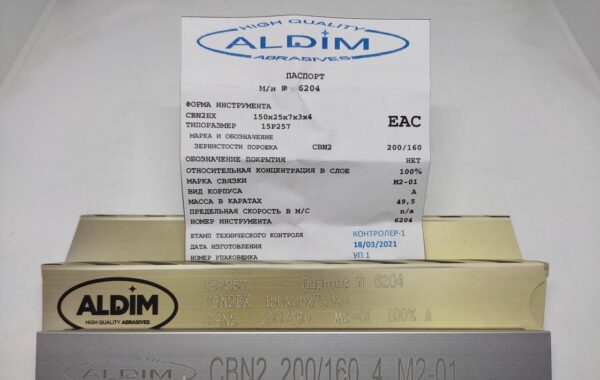 HIGH QUALITY
ALDIM
ABRASIVES
ПАСПОРТ
М/н № 6204
ФОРМА ИНСТРУМЕНТА
CBN2EX 150x25x7x3x4
ТИПОРАЗМЕР 15P257
EAC
МАРКА И ОБОЗНАЧЕНИЕ
ЗЕРНИСТОСТИ ПОРОШКА CBN2 200/160
ОБОЗНАЧЕНИЕ ПОКРЫТИЯ НЕТ
ОТНОСИТЕЛЬНАЯ КОНЦЕНТРАЦИЯ В СЛОЕ 100%
МАРКА СВЯЗКИ M2-01
ВИД КОРПУСА A
МАССА В КАРАТАХ 49,5
ПРЕДЕЛЬНАЯ СКОРОСТЬ В М/С n/a
НОМЕР ИНСТРУМЕНТА 6204
ШТАМП ТЕХНИЧЕСКОГО КОНТРОЛЯ КОНТРОЛЕР-1
ДАТА ИЗГОТОВЛЕНИЯ 18/03/2021
НОМЕР УПАКОВЩИКА УП 1
ALDIM
HIGH QUALITY ABRASIVES
15P257 Партия N 6204
CBN2EX 150x25x7x3x4
CBN2 200/160 M2-01 100% A
CBN2 200/160 4 M2-01